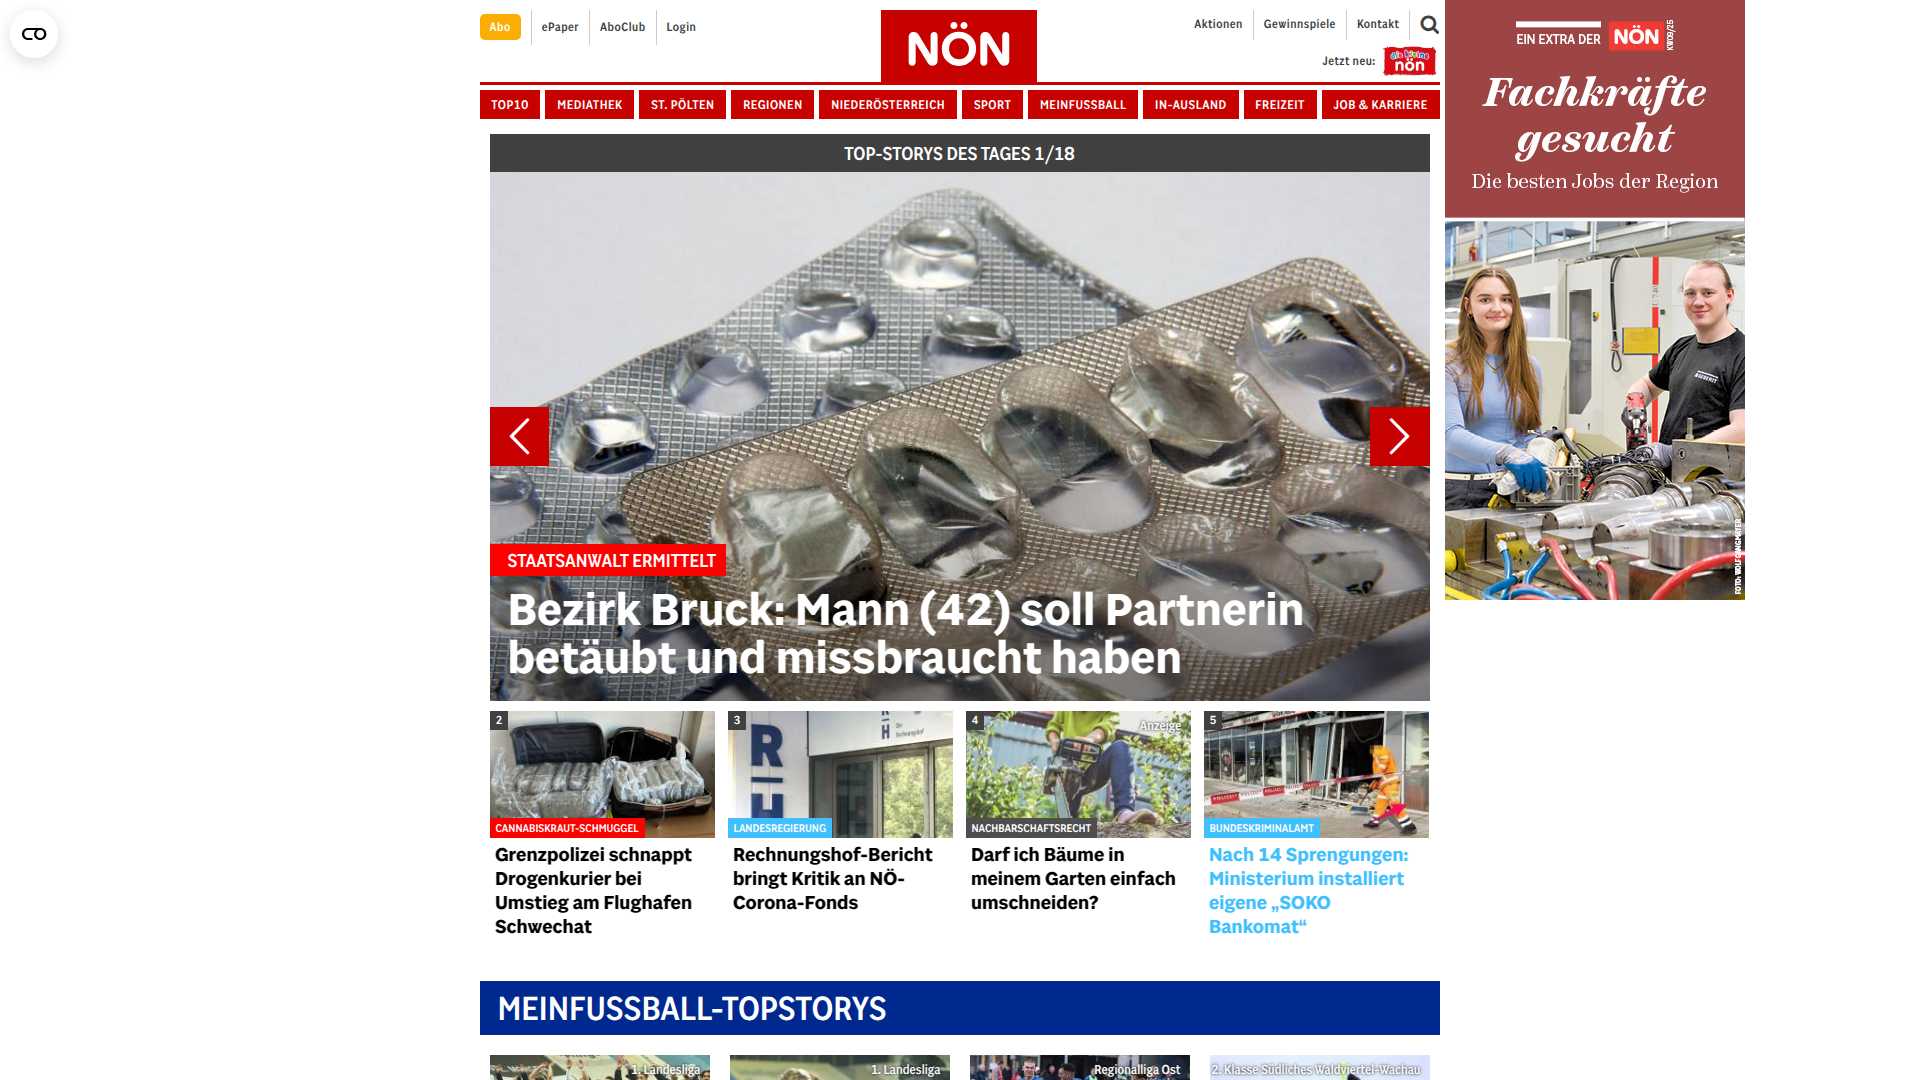 Abo
ePaper
AboClub
Login
NÖN
Aktionen
Gewinnspiele
Kontakt
Jetzt neu:
die kleine
nön
TOP10
MEDIATHEK
ST. PÖLTEN
REGIONEN
NIEDERÖSTERREICH
SPORT
MEINFUSSBALL
IN-AUSLAND
FREIZEIT
JOB & KARRIERE
TOP-STORYS DES TAGES 1/18
STAATSANWALT ERMITTELT
Bezirk Bruck: Mann (42) soll Partnerin
betäubt und missbraucht haben
2
CANNABISKRAUT-SCHMUGGEL
Grenzpolizei schnappt
Drogenkurier bei
Umstieg am Flughafen
Schwechat
3
R
H
R
H
LANDESREGIERUNG
Rechnungshof-Bericht
bringt Kritik an NÖ-
Corona-Fonds
4
Anzeige
NACHBARSCHAFTSRECHT
Darf ich Bäume in
meinem Garten einfach
umschneiden?
5
BUNDESKRIMINALAMT
Nach 14 Sprengungen:
Ministerium installiert
eigene „SOKO
Bankomat“
MEINFUSSBALL-TOPSTORYS
1. Landesliga
1. Landesliga
Regionalliga Ost
2. Klasse Südliches Waldviertel-Wachau
EIN EXTRA DER NÖN
KW09/25
Fachkräfte
gesucht
Die besten Jobs der Region
FOTO: WOLFGANG MAYER